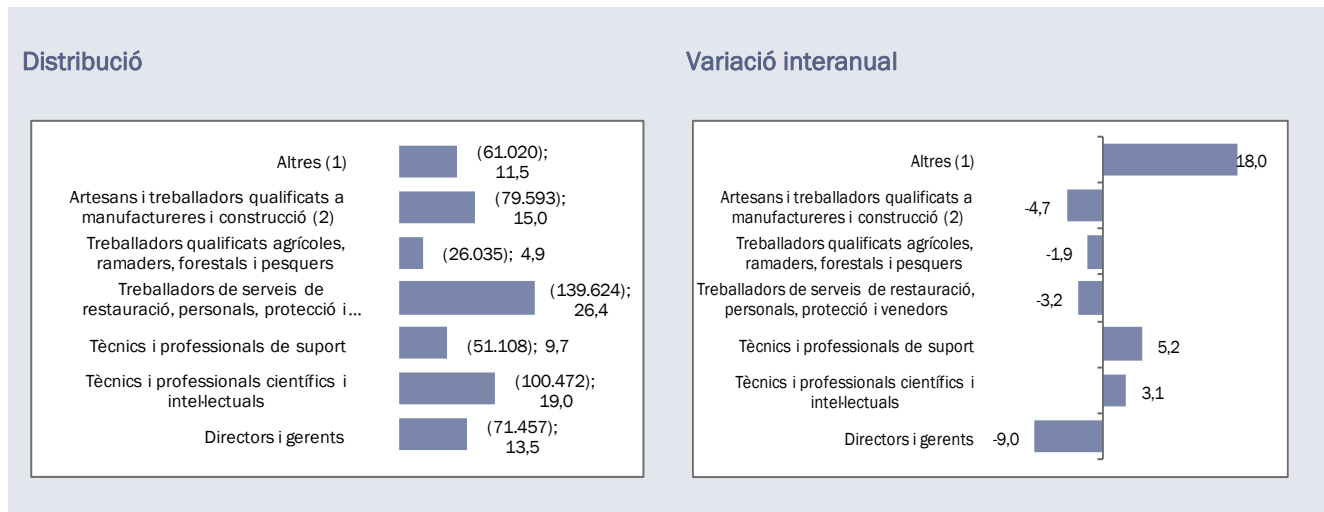 Distribució
Altres (1)
(61.020);
11,5
Artesans i treballadors qualificats a
manufactureres i construcció (2)
(79.593);
15,0
Treballadors qualificats agrícoles,
ramaders, forestals i pesquers
(26.035); 4,9
Treballadors de serveis de
restauració, personals, protecció i...
(139.624);
26,4
Tècnics i professionals de suport
(51.108); 9,7
Tècnics i professionals científics i
intel·lectuals
(100.472);
19,0
Directors i gerents
(71.457);
13,5
Variació interanual
Altres (1)
18,0
Artesans i treballadors qualificats a
manufactureres i construcció (2)
-4,7
Treballadors qualificats agrícoles,
ramaders, forestals i pesquers
-1,9
Treballadors de serveis de restauració,
personals, protecció i venedors
-3,2
Tècnics i professionals de suport
5,2
Tècnics i professionals científics i
intel·lectuals
3,1
Directors i gerents
-9,0